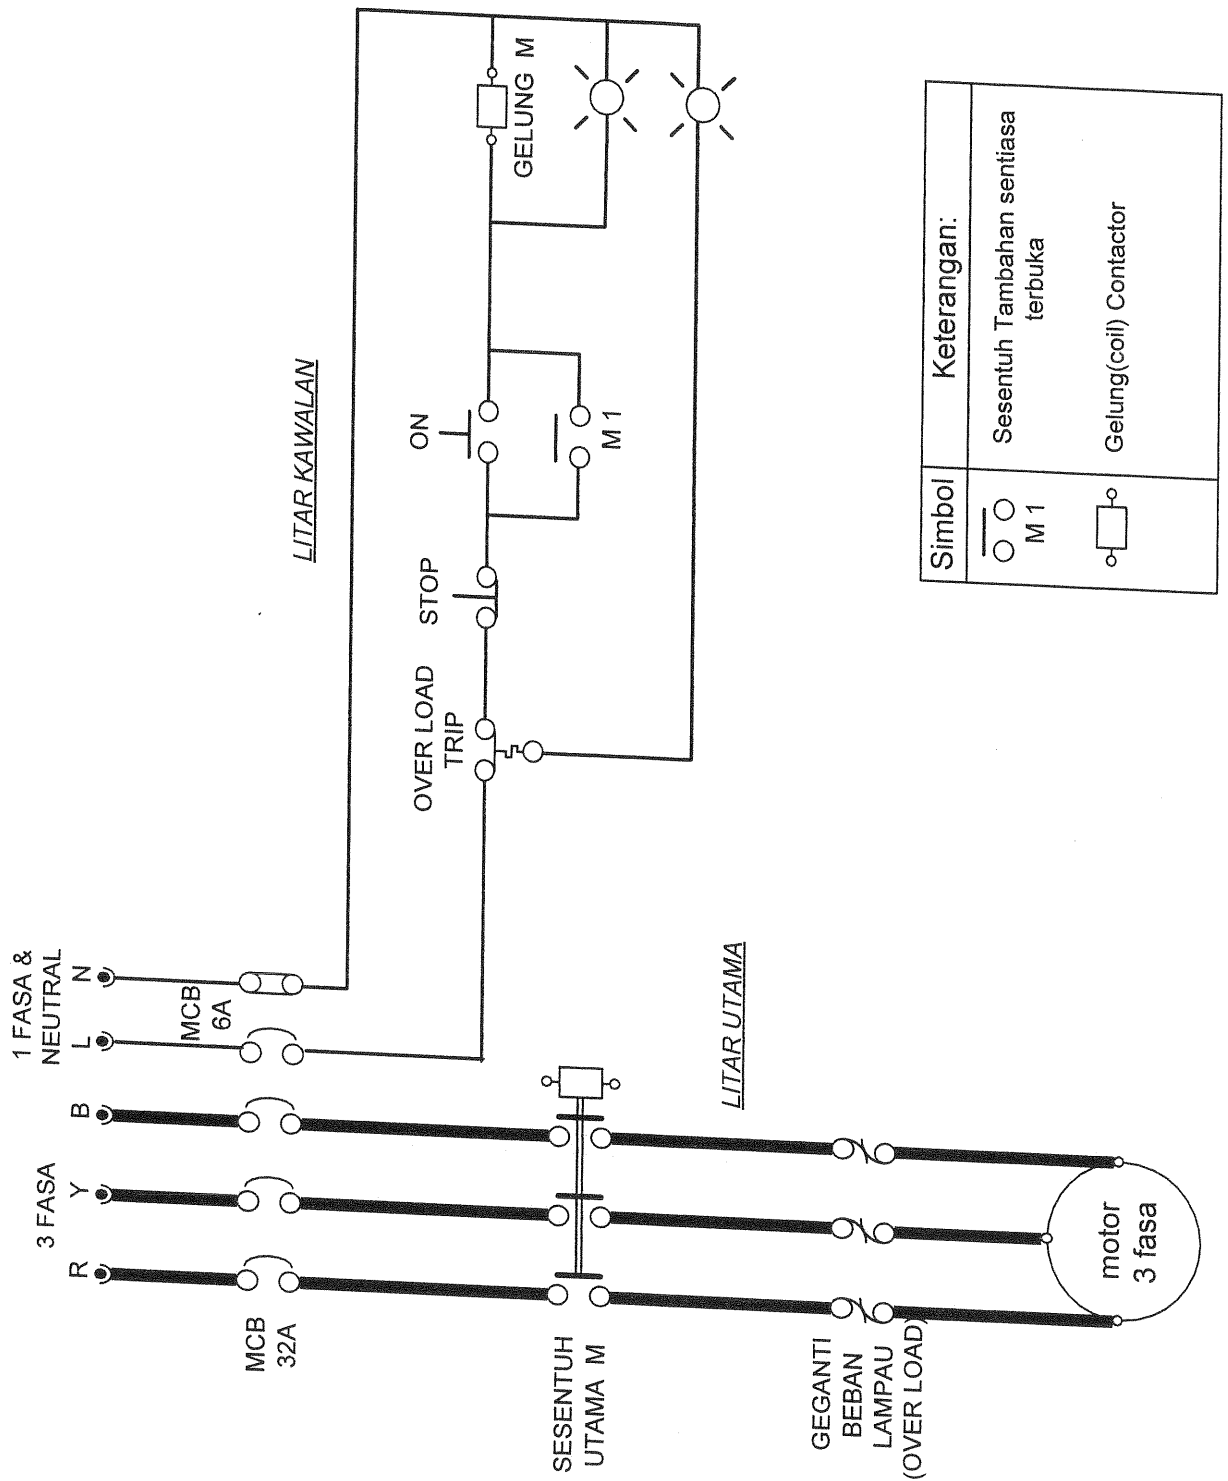 3 FASA
R
Y
B
1 FASA &
NEUTRAL
L
N
MCB
32A
MCB
6A
SESENTUH
UTAMA M
GEGANTI
BEBAN
LAMPAU
(OVER LOAD)
motor
3 fasa
LITAR UTAMA
LITAR KAWALAN
OVER LOAD
TRIP
STOP
ON
M 1
GELUNG M
Simbol
Keterangan:
M 1
Sesentuh Tambahan sentiasa
terbuka
Gelung(coil) Contactor